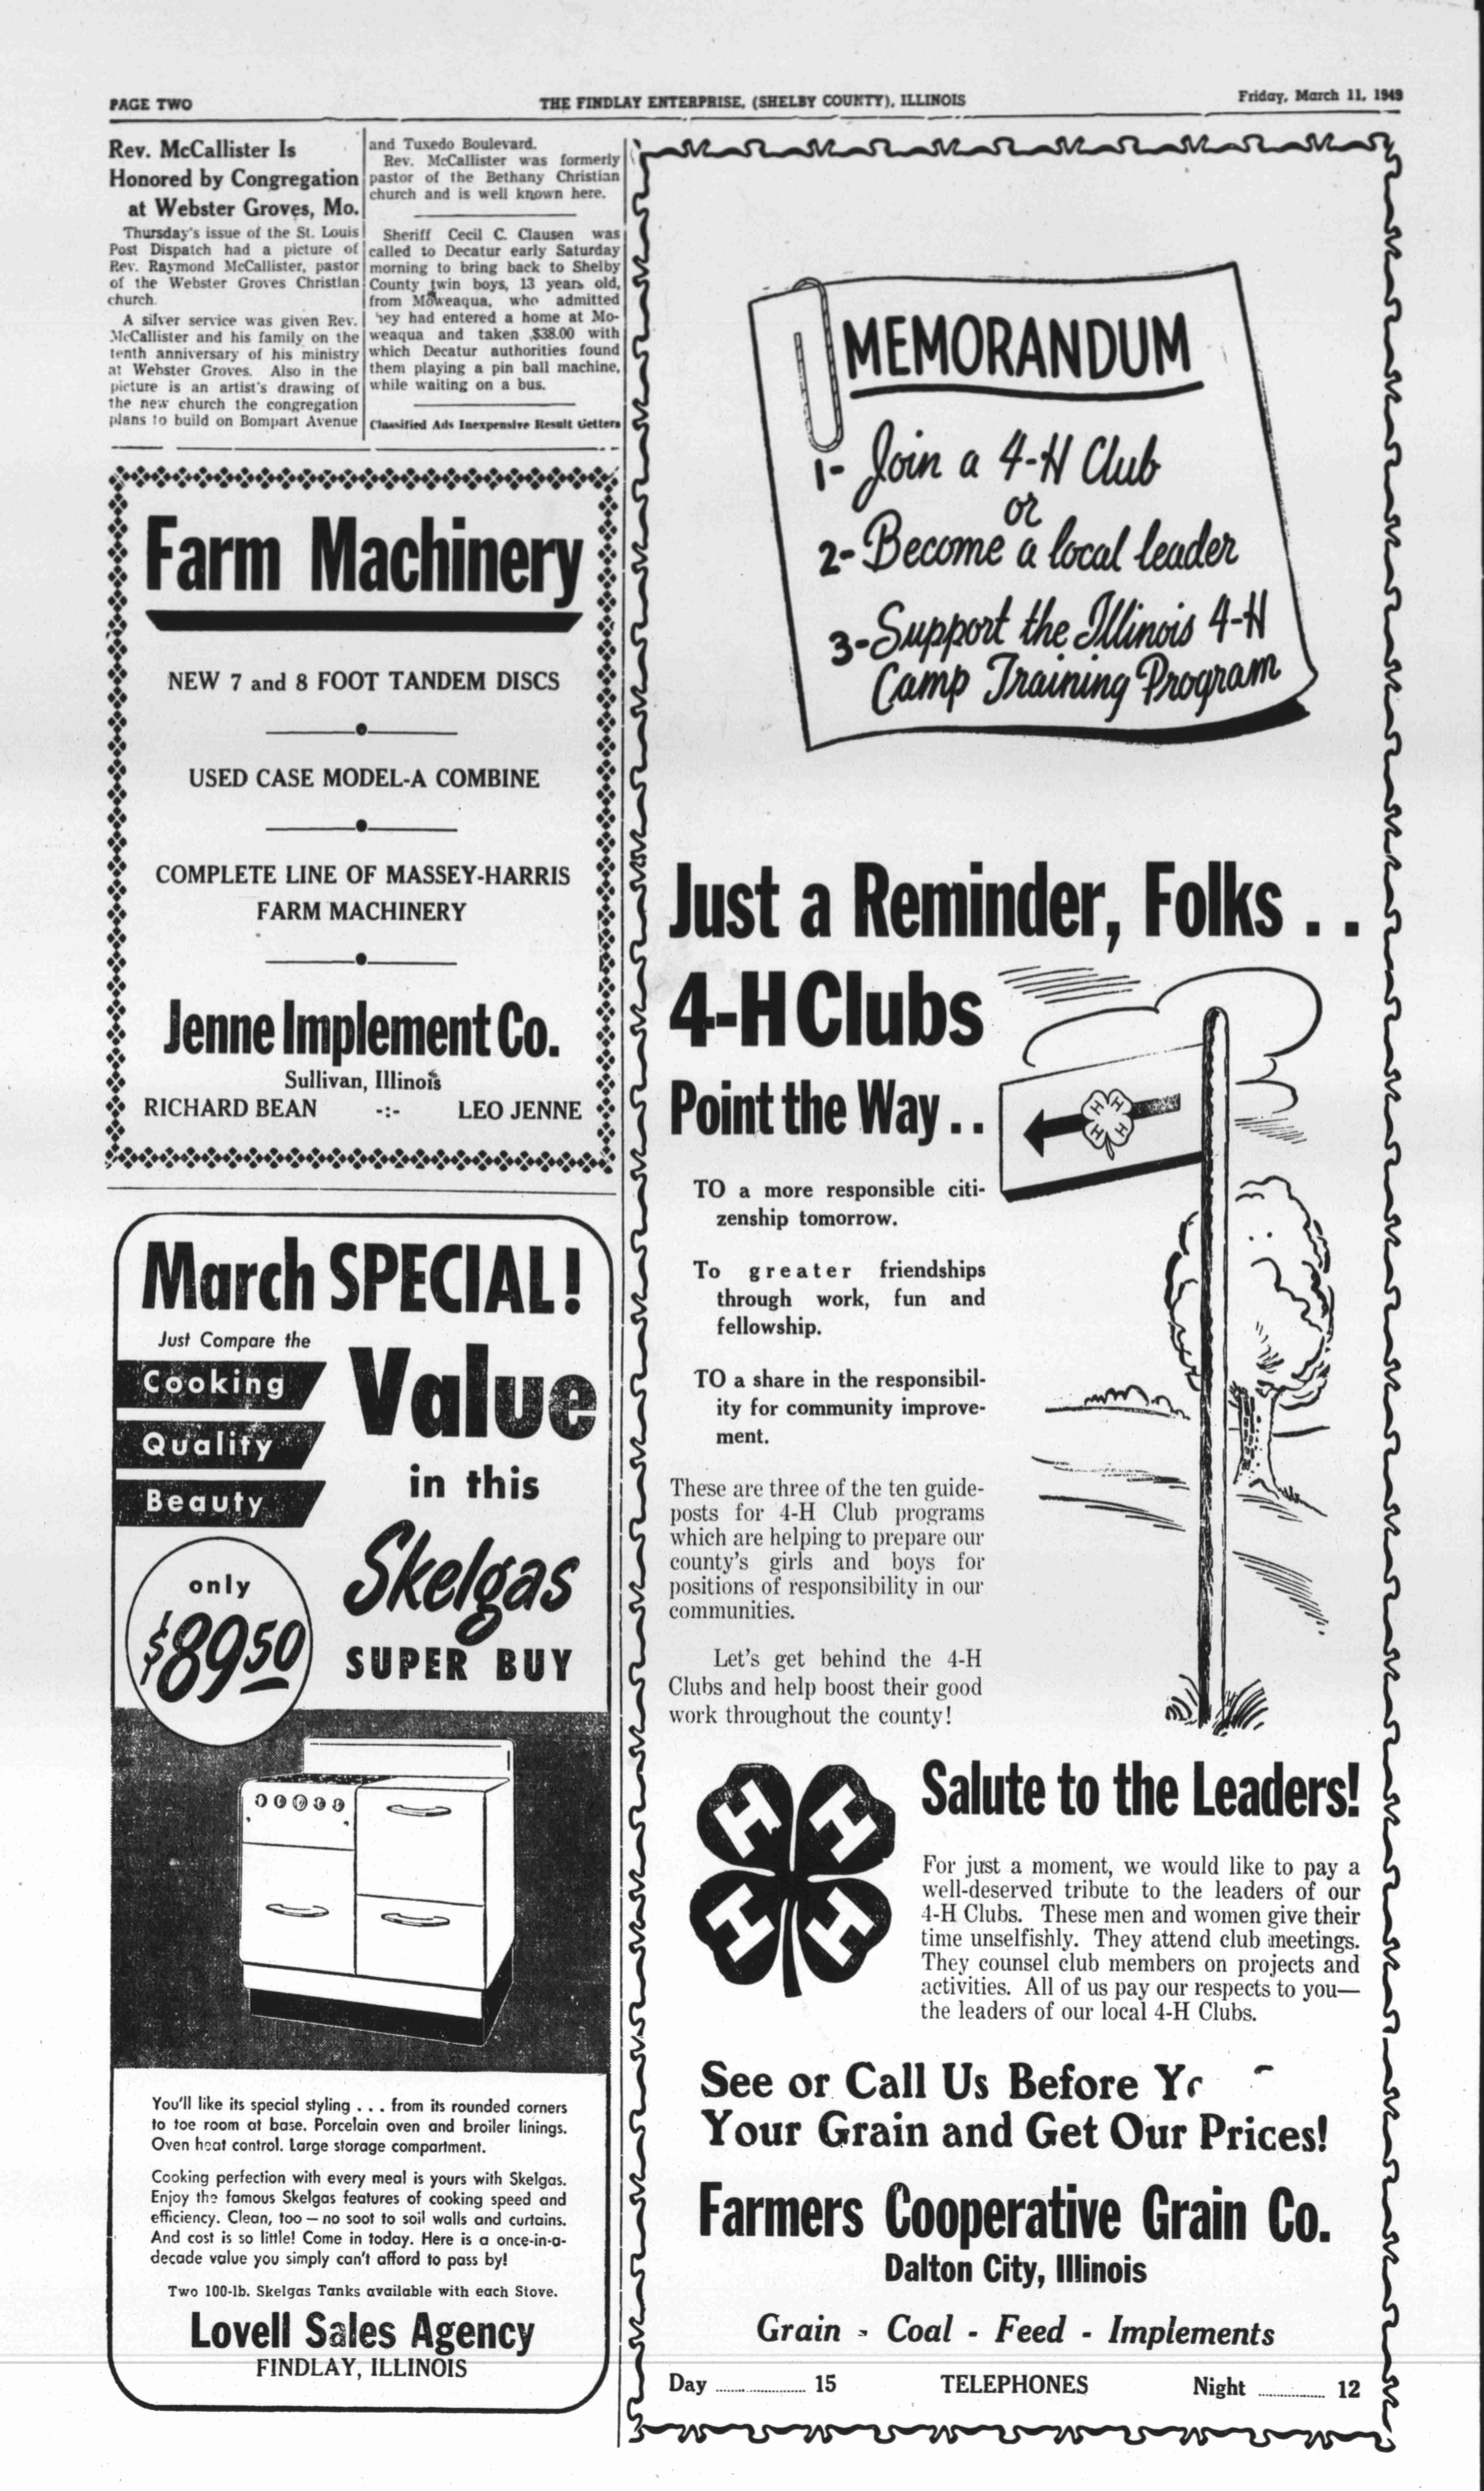 PAGE TWO
THE FINDLAY ENTERPRISE, (SHELBY COUNTY), ILLINOIS
Friday, March 11, 1949
Rev. McCallister Is
Honored by Congregation
at Webster Groves, Mo.
Thursday's issue of the St. Louis
Post Dispatch had a picture of
Rev. Raymond McCallister, pastor
of the Webster Groves Christian
church.
A silver service was given Rev.
McCallister and his family on the
tenth anniversary of his ministry
at Webster Groves. Also in the
picture is an artist's drawing of
the new church the congregation
plans to build on Bompart Avenue
and Tuxedo Boulevard.
Rev. McCallister was formerly
pastor of the Bethany Christian
church and is well known here.
Sheriff Cecil C. Clausen was
called to Decatur early Saturday
morning to bring back to Shelby
County twin boys, 13 years old,
from Moweaqua, who admitted
hey had entered a home at Mo-
weaqua and taken $38.00 with
which Decatur authorities found
them playing a pin ball machine,
while waiting on a bus.
Classified Ads Inexpensive Result Getters
Farm Machinery
NEW 7 and 8 FOOT TANDEM DISCS
USED CASE MODEL-A COMBINE
COMPLETE LINE OF MASSEY-HARRIS
FARM MACHINERY
Jenne Implement Co.
Sullivan, Illinois
RICHARD BEAN -:- LEO JENNE
March SPECIAL!
Just Compare the
Cooking
Quality
Beauty
Value
in this
Skelgas
SUPER BUY
only
$89.50
You'll like its special styling . . . from its rounded corners
to toe room at base. Porcelain oven and broiler linings.
Oven heat control. Large storage compartment.
Cooking perfection with every meal is yours with Skelgas.
Enjoy the famous Skelgas features of cooking speed and
efficiency. Clean, too — no soot to soil walls and curtains.
And cost is so little! Come in today. Here is a once-in-a-
decade value you simply can't afford to pass by!
Two 100-lb. Skelgas Tanks available with each Stove.
Lovell Sales Agency
FINDLAY, ILLINOIS
MEMORANDUM
1- Join a 4-H Club
or
2- Become a local leader
3- Support the Illinois 4-H
Camp Training Program
Just a Reminder, Folks . .
4-H Clubs
Point the Way . .
H H
H H
TO a more responsible citi-
zenship tomorrow.
To greater friendships
through work, fun and
fellowship.
TO a share in the responsibil-
ity for community improve-
ment.
These are three of the ten guide-
posts for 4-H Club programs
which are helping to prepare our
county's girls and boys for
positions of responsibility in our
communities.
Let's get behind the 4-H
Clubs and help boost their good
work throughout the county!
H H
H H
Salute to the Leaders!
For just a moment, we would like to pay a
well-deserved tribute to the leaders of our
4-H Clubs. These men and women give their
time unselfishly. They attend club meetings.
They counsel club members on projects and
activities. All of us pay our respects to you—
the leaders of our local 4-H Clubs.
See or Call Us Before
Your Grain and Get Our Prices!
Farmers Cooperative Grain Co.
Dalton City, Illinois
Grain - Coal - Feed - Implements
Day ........ 15 TELEPHONES Night ........ 12